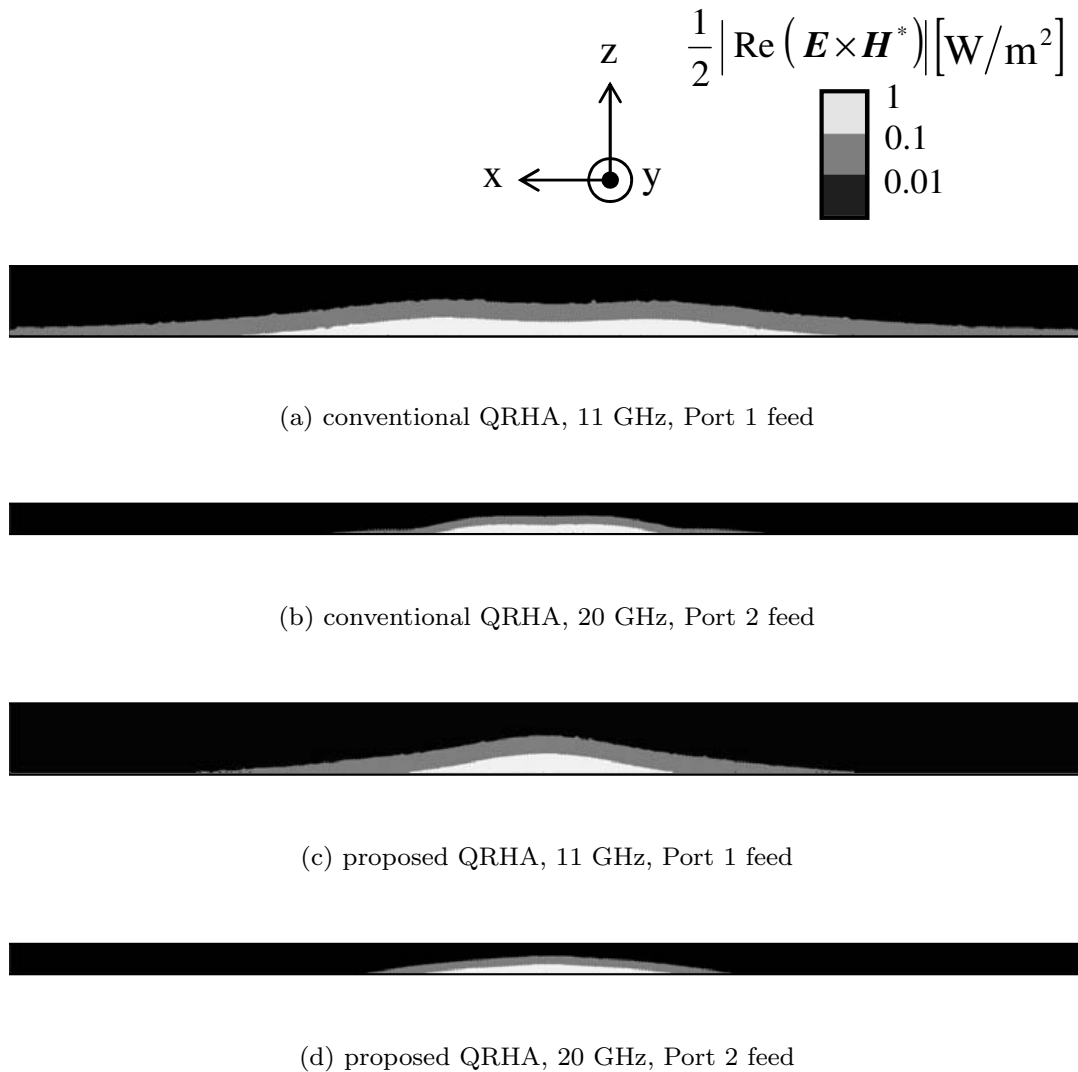 1/2 | Re ( E × H* ) | [W/m²]
z
1
0.1
x
y
0.01
(a) conventional QRHA, 11 GHz, Port 1 feed
(b) conventional QRHA, 20 GHz, Port 2 feed
(c) proposed QRHA, 11 GHz, Port 1 feed
(d) proposed QRHA, 20 GHz, Port 2 feed